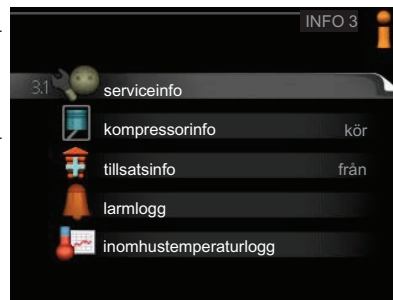 INFO 3
3.1 serviceinfo
kompressorinfo kör
tillsatsinfo från
larmlogg
inomhustemperaturlogg